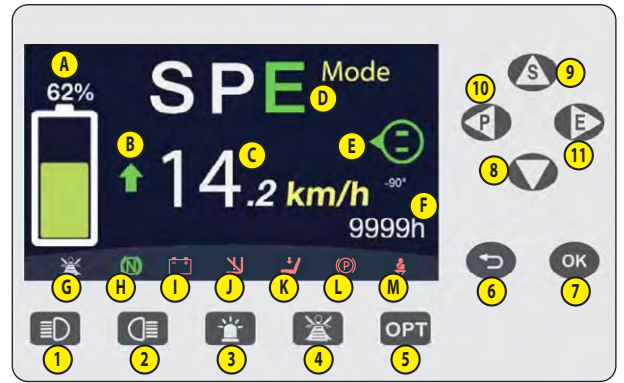 A
62%
SPE Mode
D
B
C
E
14.2 km/h
-90°
F
9999h
N
P
G H I J K L M
OPT
1 2 3 4 5
S 9
10
P E
11
8
OK
6 7